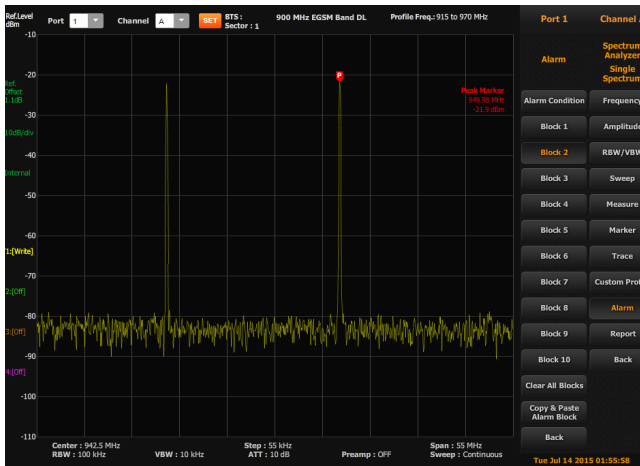 Ref.Level
dBm
Port 1
Channel A
SET
BTS :
Sector : 1
900 MHz EGSM Band DL
Profile Freq.: 915 to 970 MHz
-10
-20
-30
-40
-50
-60
-70
-80
-90
-100
-110
Ref.
Offset
1.1dB
10dB/div
Internal
1:[Write]
2:[Off]
3:[Off]
4:[Off]
P
Peak Marker
949.98 MHz
-21.9 dBm
Center : 942.5 MHz
RBW : 100 kHz
VBW : 10 kHz
Step : 55 kHz
ATT : 10 dB
Preamp : OFF
Span : 55 MHz
Sweep : Continuous
Port 1
Alarm
Alarm Condition
Block 1
Block 2
Block 3
Block 4
Block 5
Block 6
Block 7
Block 8
Block 9
Block 10
Clear All Blocks
Copy & Paste
Alarm Block
Back
Channel
Spectrum
Analyzer
Single
Spectrum
Frequency
Amplitude
RBW/VBW
Sweep
Measure
Marker
Trace
Custom Prof
Alarm
Report
Back
Tue Jul 14 2015 01:55:58